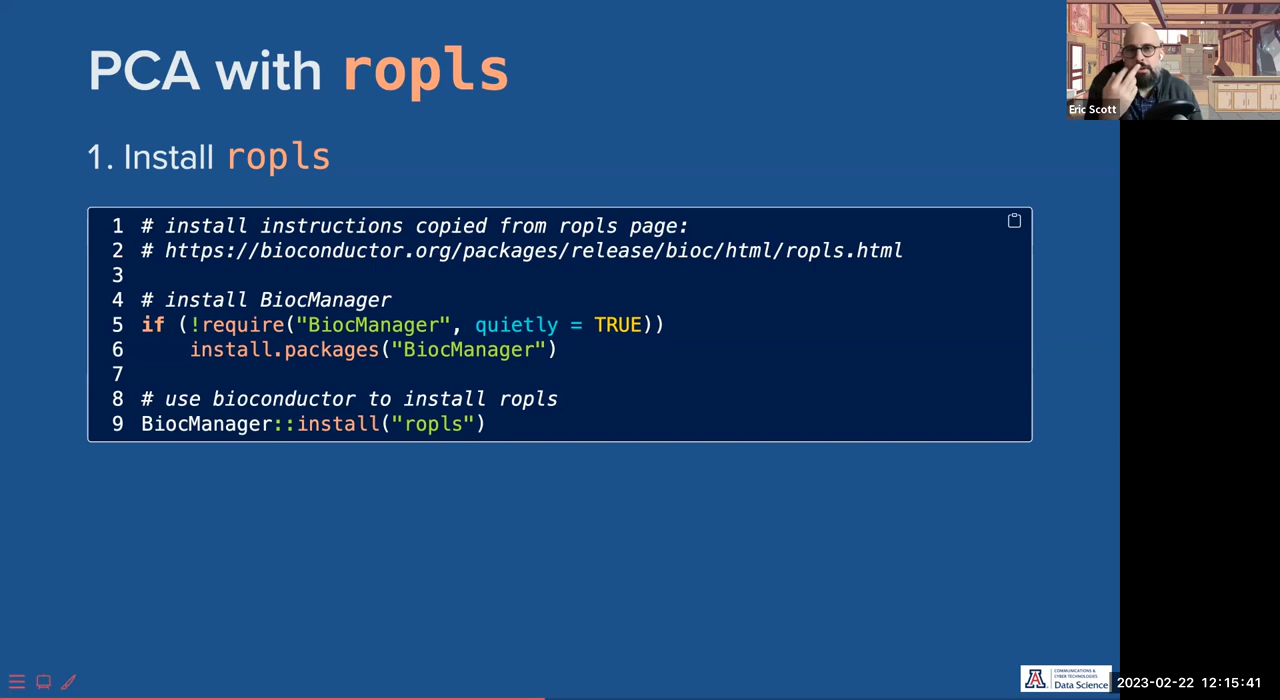 PCA with ropls
Eric Scott
1. Install ropls
1 # install instructions copied from ropls page:
2 # https://bioconductor.org/packages/release/bioc/html/ropls.html
3
4 # install BiocManager
5 if (!require("BiocManager", quietly = TRUE))
6     install.packages("BiocManager")
7
8 # use bioconductor to install ropls
9 BiocManager::install("ropls")
A
COMMUNICATIONS &
CYBER TECHNOLOGIES
Data Science
2023-02-22 12:15:41